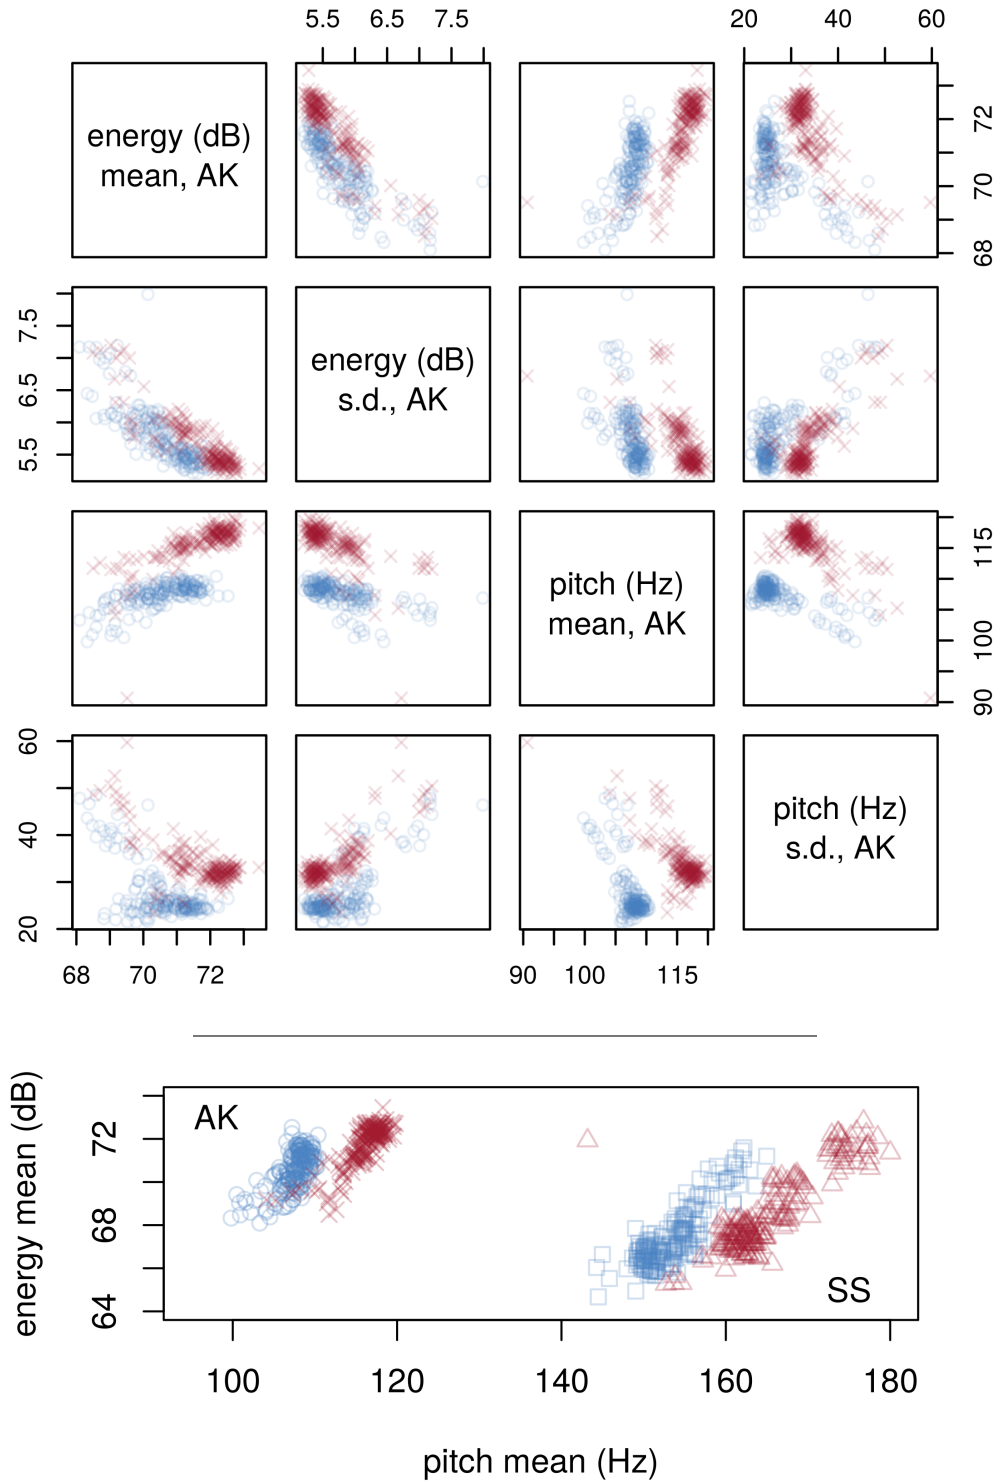 5.5 6.5 7.5 20 40 60
energy (dB)
mean, AK
68 70 72
5.5 6.5 7.5
energy (dB)
s.d., AK
pitch (Hz)
mean, AK
90 100 115
20 40 60
pitch (Hz)
s.d., AK
68 70 72 90 100 115
energy mean (dB)
64 68 72
AK
SS
100 120 140 160 180
pitch mean (Hz)